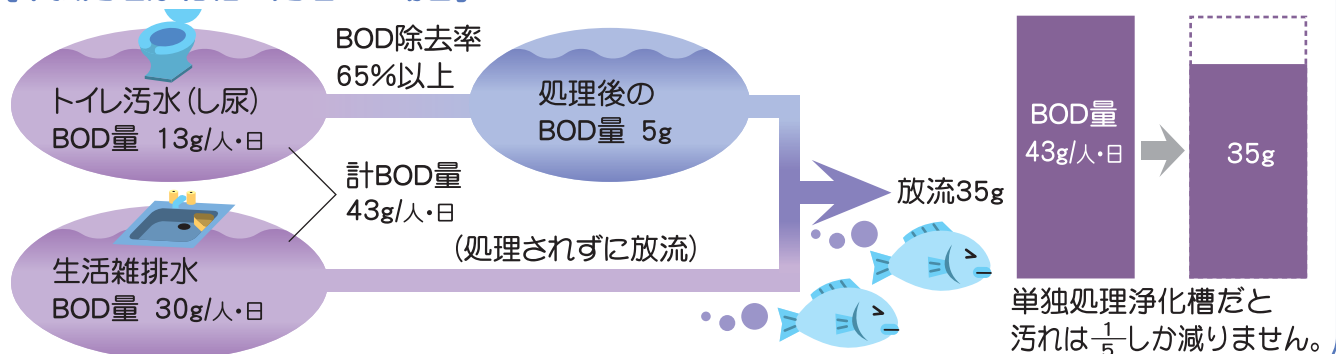 トイレ汚水(し尿)
BOD量 13g/人・日
BOD除去率
65%以上
処理後の
BOD量 5g
計BOD量
43g/人・日
生活雑排水
BOD量 30g/人・日
(処理されずに放流)
放流35g
BOD量
43g/人・日
35g
単独処理浄化槽だと
汚れは1/5しか減りません。